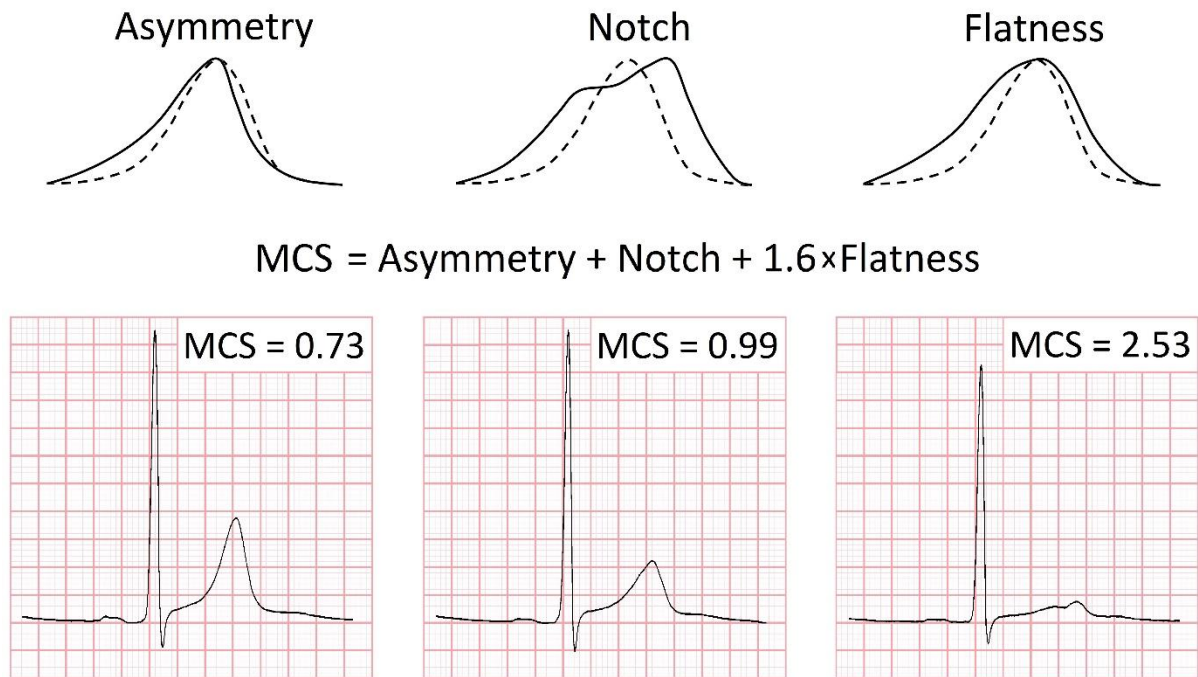 Asymmetry
Notch
Flatness
MCS = Asymmetry + Notch + 1.6×Flatness
MCS = 0.73
MCS = 0.99
MCS = 2.53